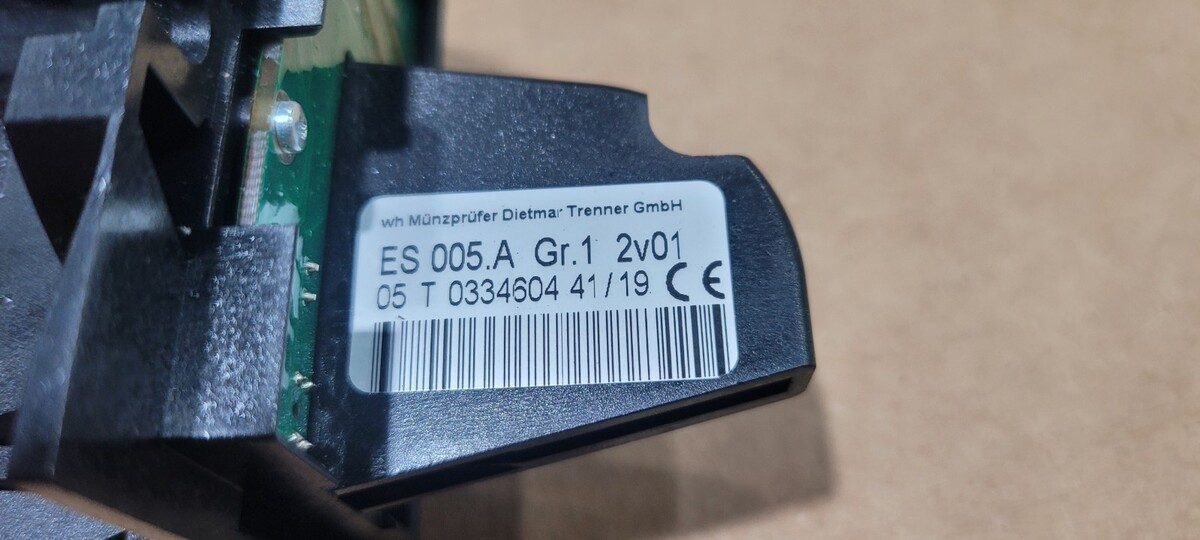 wh Münzprüfer Dietmar Trenner GmbH
ES 005.A Gr.1 2v01
05 T 0334604 41/19 CE